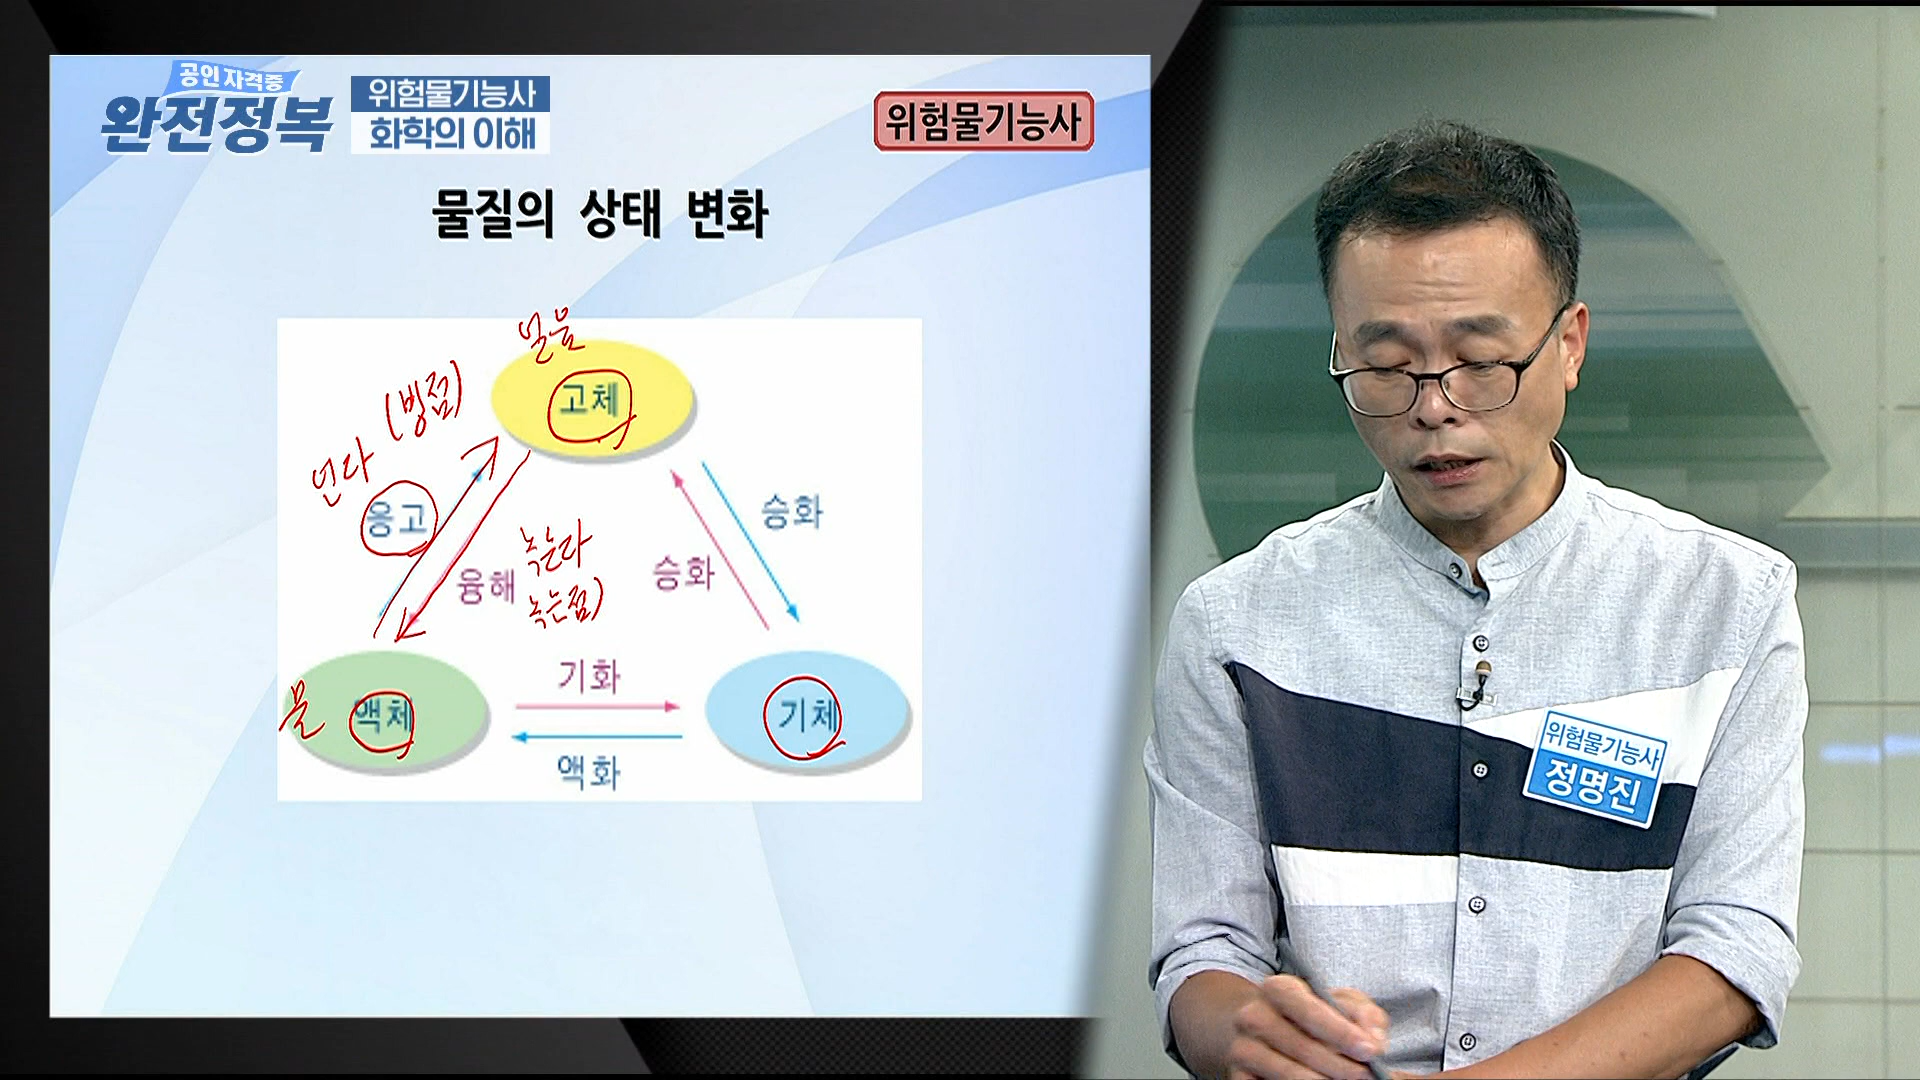 공인 자격증
완전정복
위험물기능사
화학의 이해
위험물기능사
물질의 상태 변화
얼음
고체
(빙점)
언다
응고
융해
녹는다
녹는점)
승화
승화
물
액체
기화
액화
기체
위험물기능사
정명진